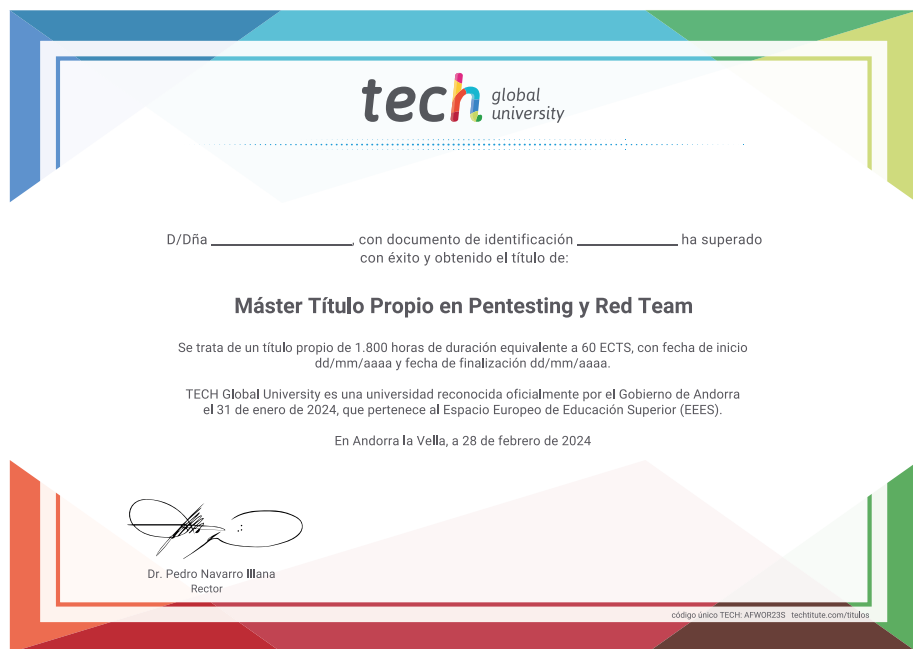 tech global university
D/Dña ______________, con documento de identificación __________ ha superado
con éxito y obtenido el título de:
Máster Título Propio en Pentesting y Red Team
Se trata de un título propio de 1.800 horas de duración equivalente a 60 ECTS, con fecha de inicio
dd/mm/aaaa y fecha de finalización dd/mm/aaaa.
TECH Global University es una universidad reconocida oficialmente por el Gobierno de Andorra
el 31 de enero de 2024, que pertenece al Espacio Europeo de Educación Superior (EEES).
En Andorra la Vella, a 28 de febrero de 2024
Dr. Pedro Navarro Illana
Rector
código único TECH: AFWOR23S techtitute.com/titulos